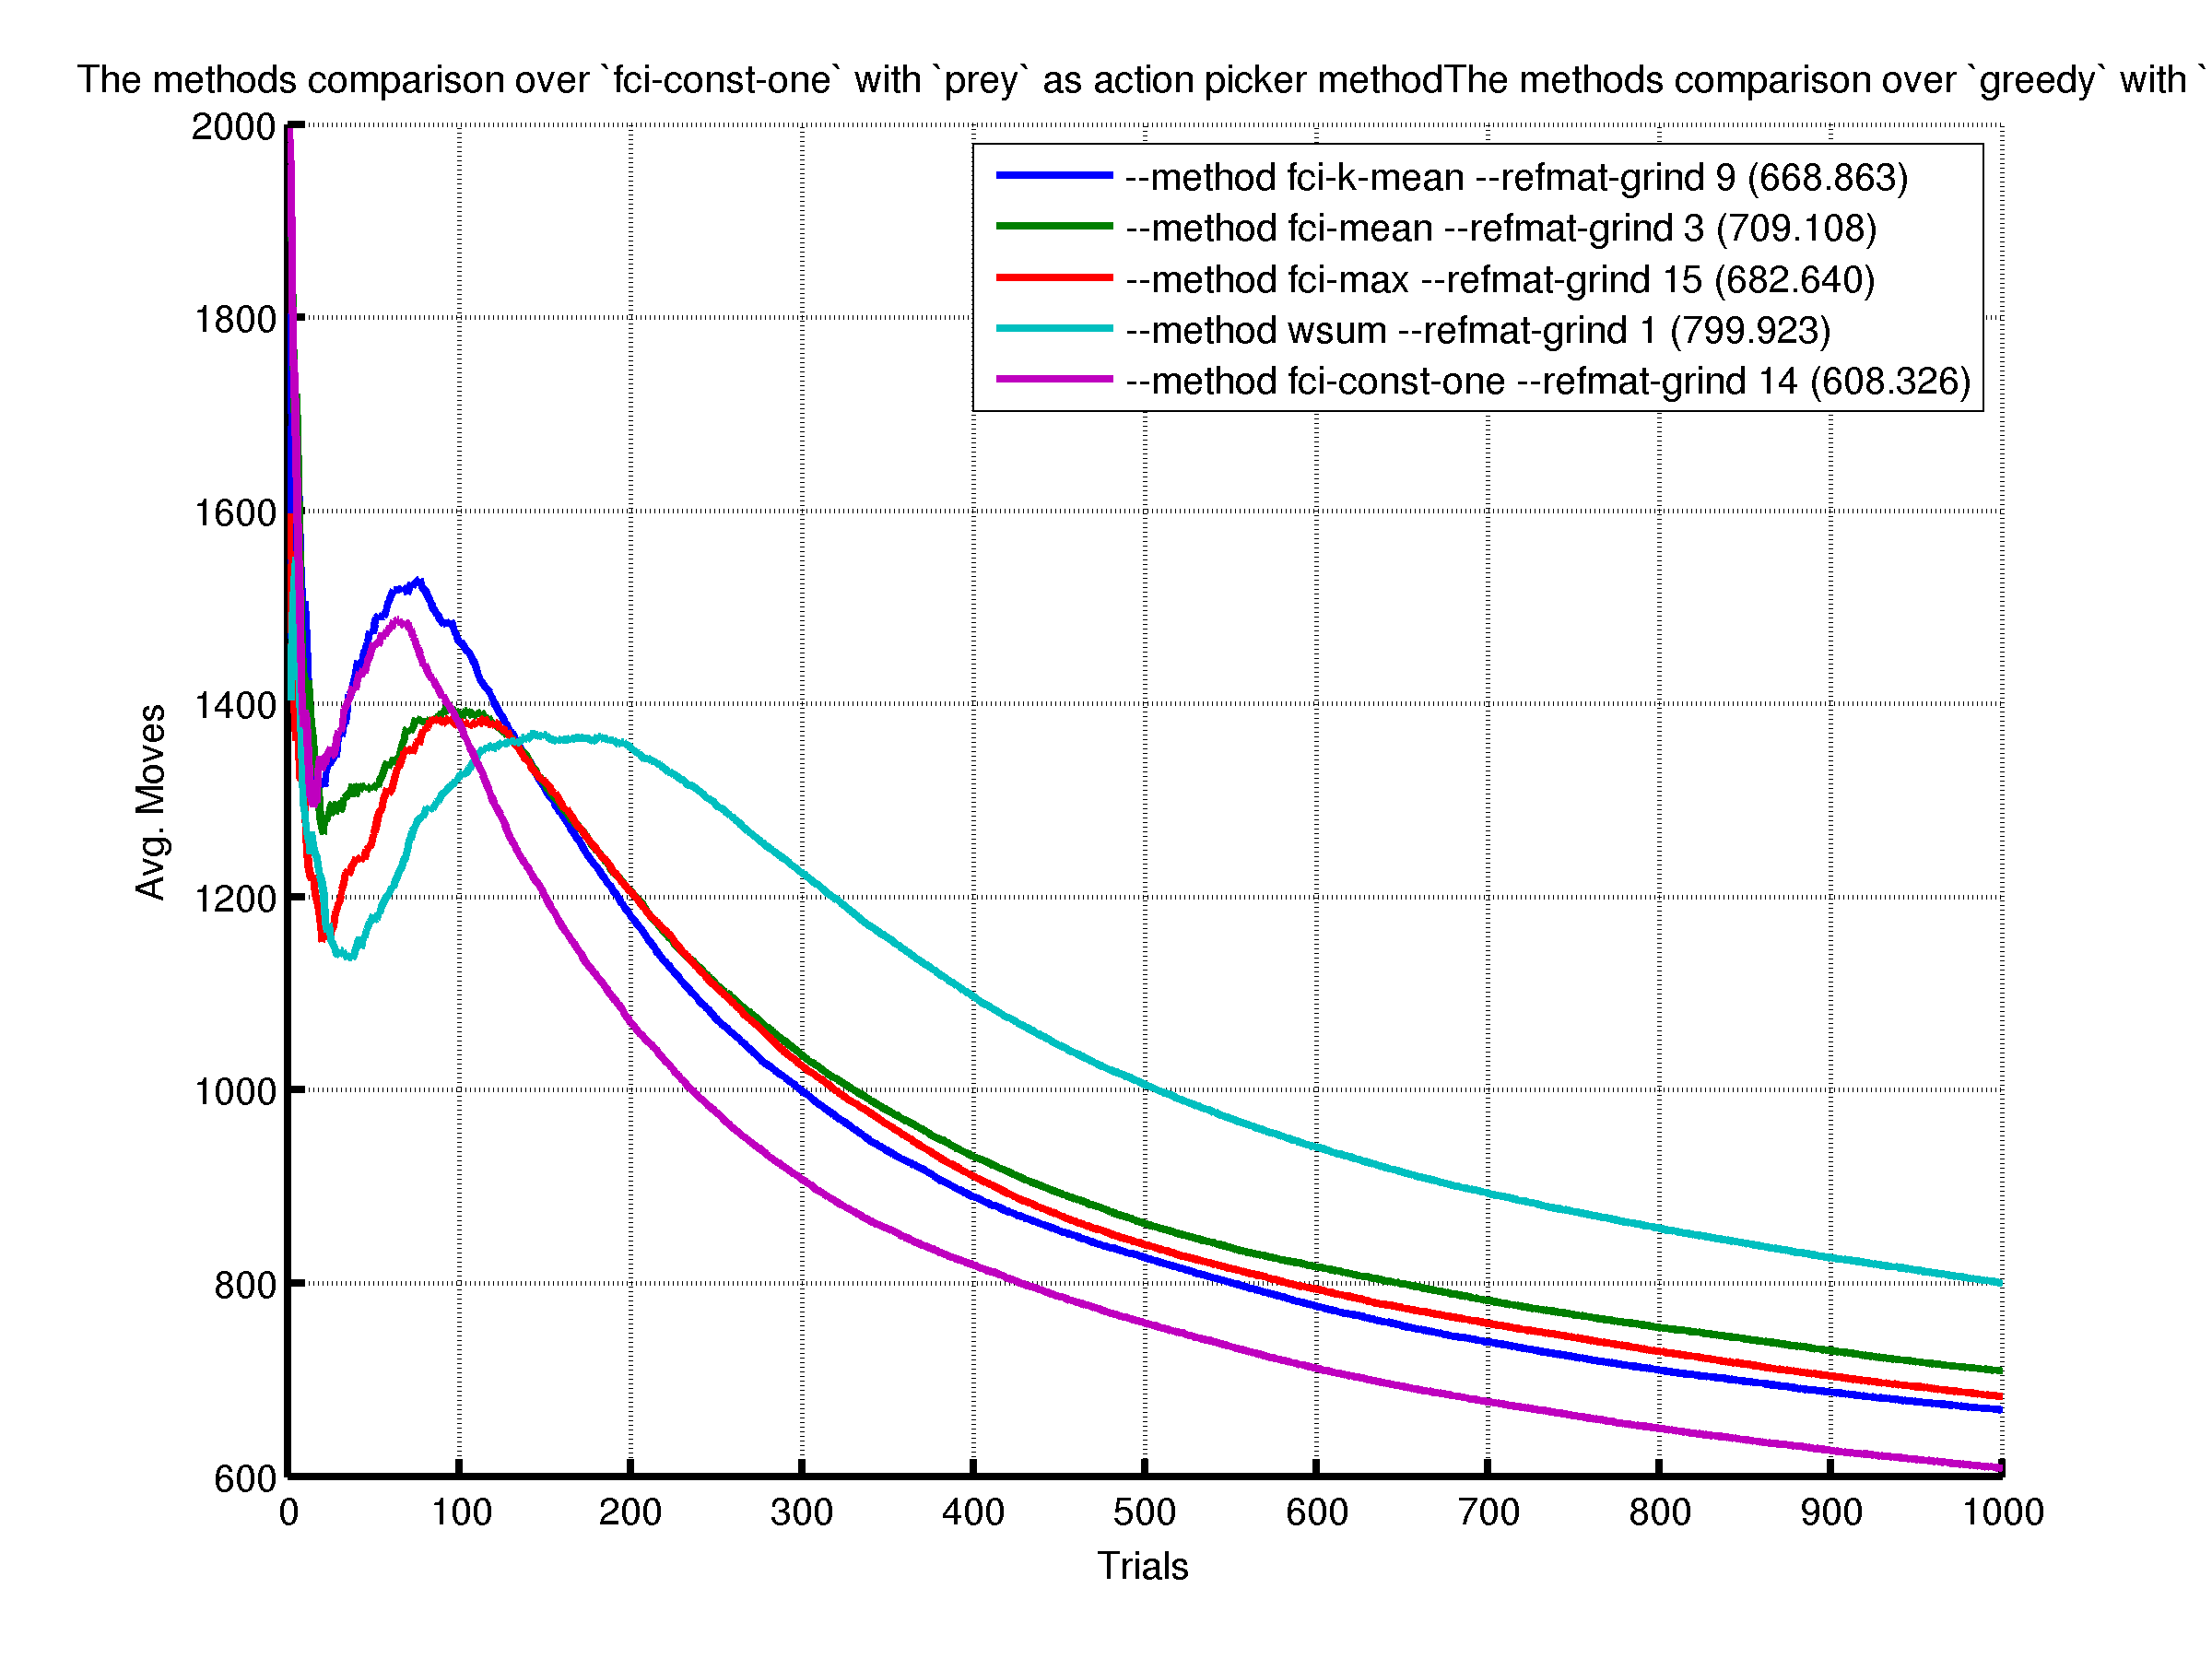 The methods comparison over `fci-const-one` with `prey` as action picker methodThe methods comparison over `greedy` with `
2000
1800
1600
1400
1200
1000
800
600
Avg. Moves
--method fci-k-mean --refmat-grind 9 (668.863)
--method fci-mean --refmat-grind 3 (709.108)
--method fci-max --refmat-grind 15 (682.640)
--method wsum --refmat-grind 1 (799.923)
--method fci-const-one --refmat-grind 14 (608.326)
0 100 200 300 400 500 600 700 800 900 1000
Trials